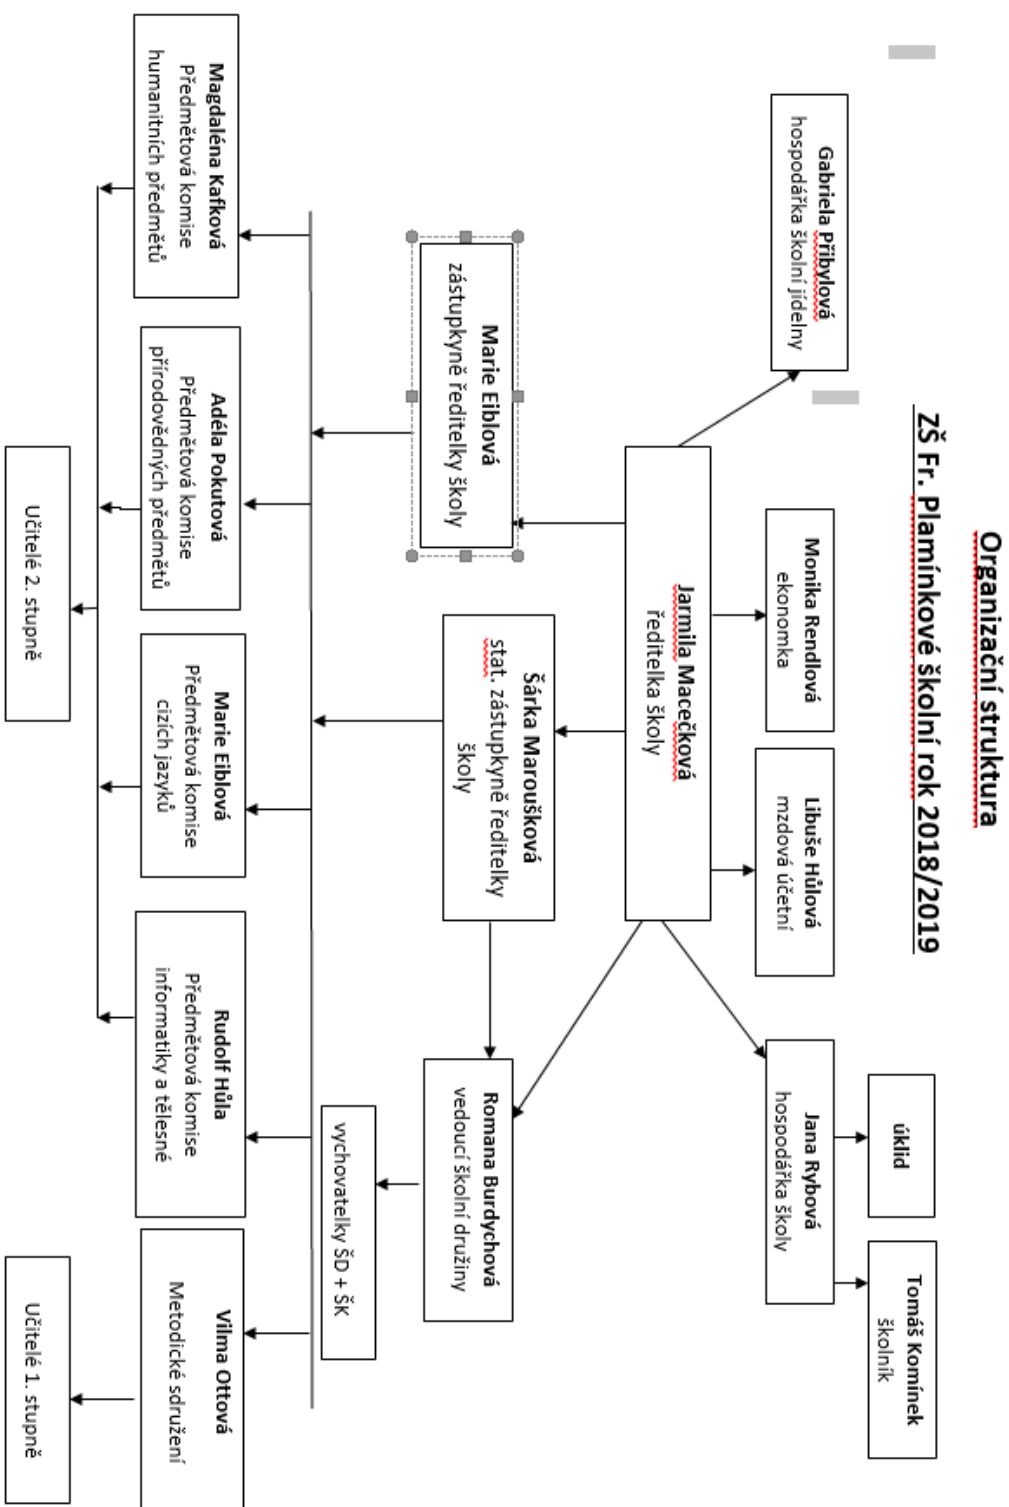 Organizační struktura
ZŠ Fr. Plamínkové školní rok 2018/2019
úklid
Tomáš Komínek
školník
Gabriela Přibylová
hospodářka školní jídelny
Monika Rendlová
ekonomka
Libuše Hůlová
mzdová účetní
Jana Rybová
hospodářka školy
Jarmila Macečková
ředitelka školy
Marie Eiblová
zástupkyně ředitelky školy
Šárka Maroušková
stat. zástupkyně ředitelky
školy
Romana Burdychová
vedoucí školní družiny
vychovatelky ŠD + ŠK
Magdaléna Kafková
Předmětová komise
humanitních předmětů
Adéla Pokutová
Předmětová komise
přírodovědných předmětů
Marie Eiblová
Předmětová komise
cizích jazyků
Rudolf Hůla
Předmětová komise
informatiky a tělesné
Vilma Ottová
Metodické sdružení
Učitelé 2. stupně
Učitelé 1. stupně